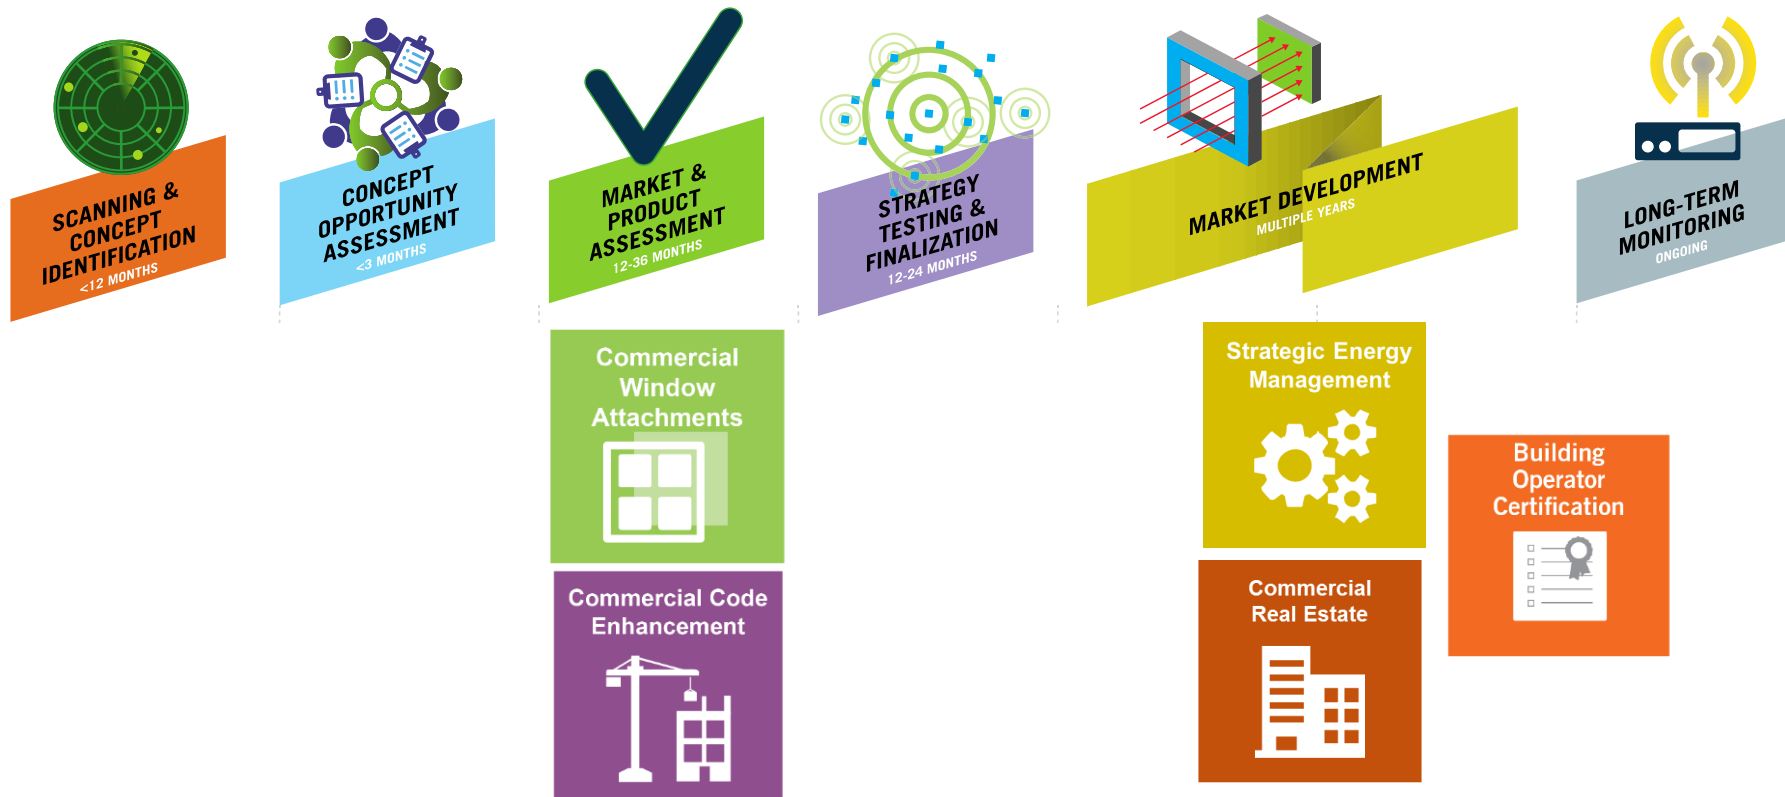 SCANNING &
CONCEPT
IDENTIFICATION
<12 MONTHS
CONCEPT
OPPORTUNITY
ASSESSMENT
<3 MONTHS
MARKET &
PRODUCT
ASSESSMENT
12-36 MONTHS
STRATEGY
TESTING &
FINALIZATION
12-24 MONTHS
MARKET DEVELOPMENT
MULTIPLE YEARS
LONG-TERM
MONITORING
ONGOING
Commercial
Window
Attachments
Commercial Code
Enhancement
Strategic Energy
Management
Commercial
Real Estate
Building
Operator
Certification